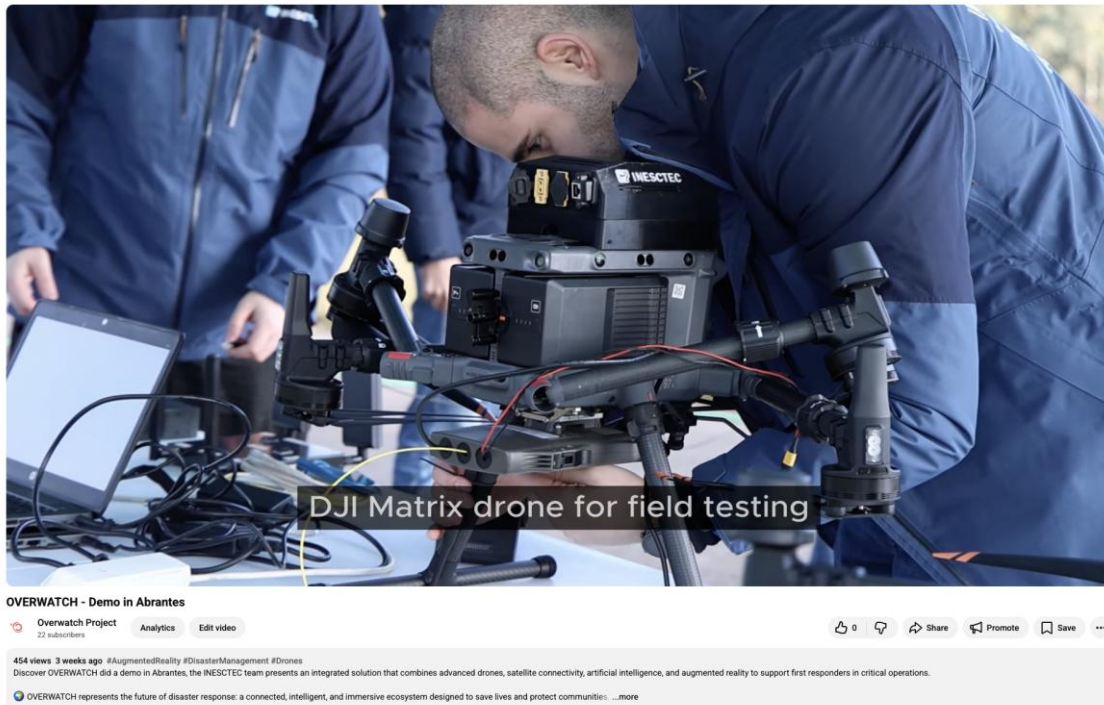 INESCTEC
DJI Matrix drone for field testing
OVERWATCH - Demo in Abrantes
Overwatch Project
22 subscribers
Analytics
Edit video
0
Share
Promote
Save
454 views 3 weeks ago #AugmentedReality #DisasterManagement #Drones
Discover OVERWATCH did a demo in Abrantes, the INESCTEC team presents an integrated solution that combines advanced drones, satellite connectivity, artificial intelligence, and augmented reality to support first responders in critical operations.
OVERWATCH represents the future of disaster response: a connected, intelligent, and immersive ecosystem designed to save lives and protect communities. ...more